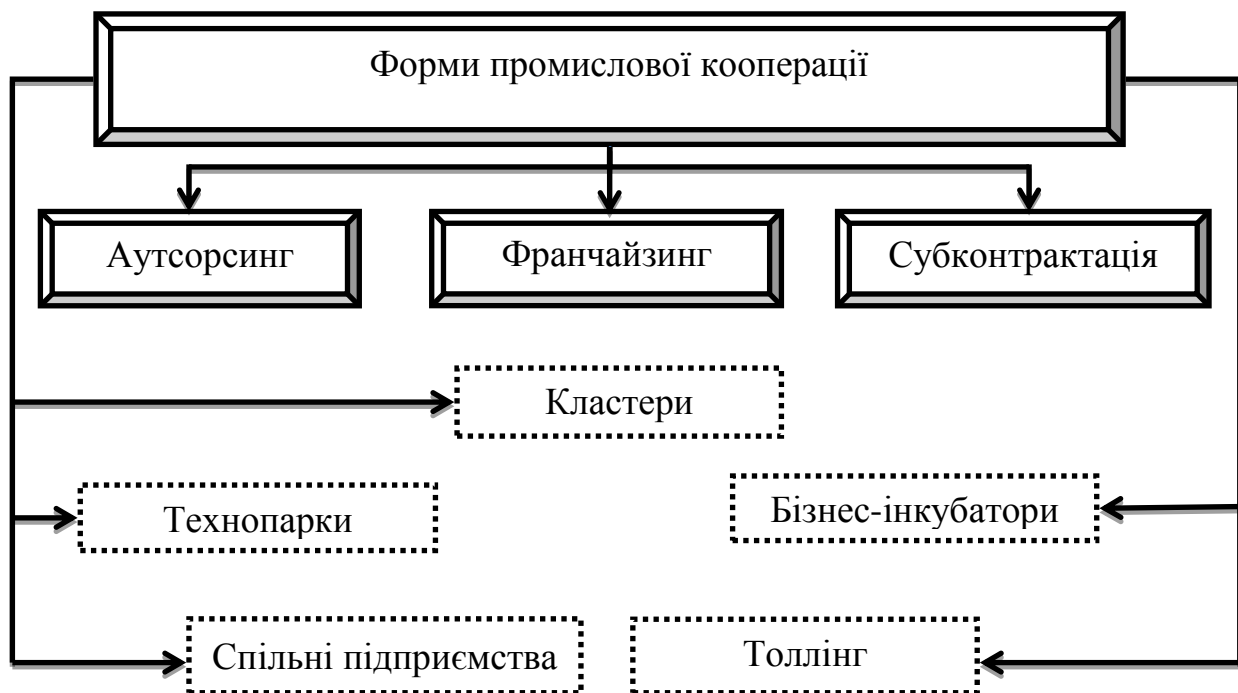 Форми промислової кооперації
Аутсорсинг
Франчайзинг
Субконтрактація
Кластери
Технопарки
Бізнес-інкубатори
Спільні підприємства
Толлінг